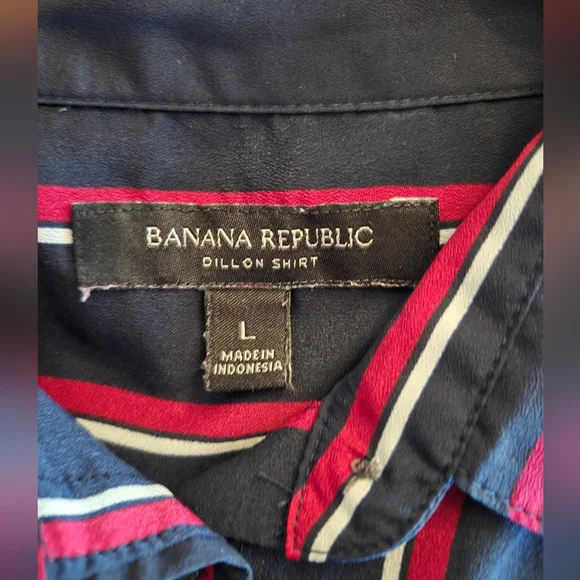 BANANA REPUBLIC
DILLON SHIRT
L
MADE IN
INDONESIA